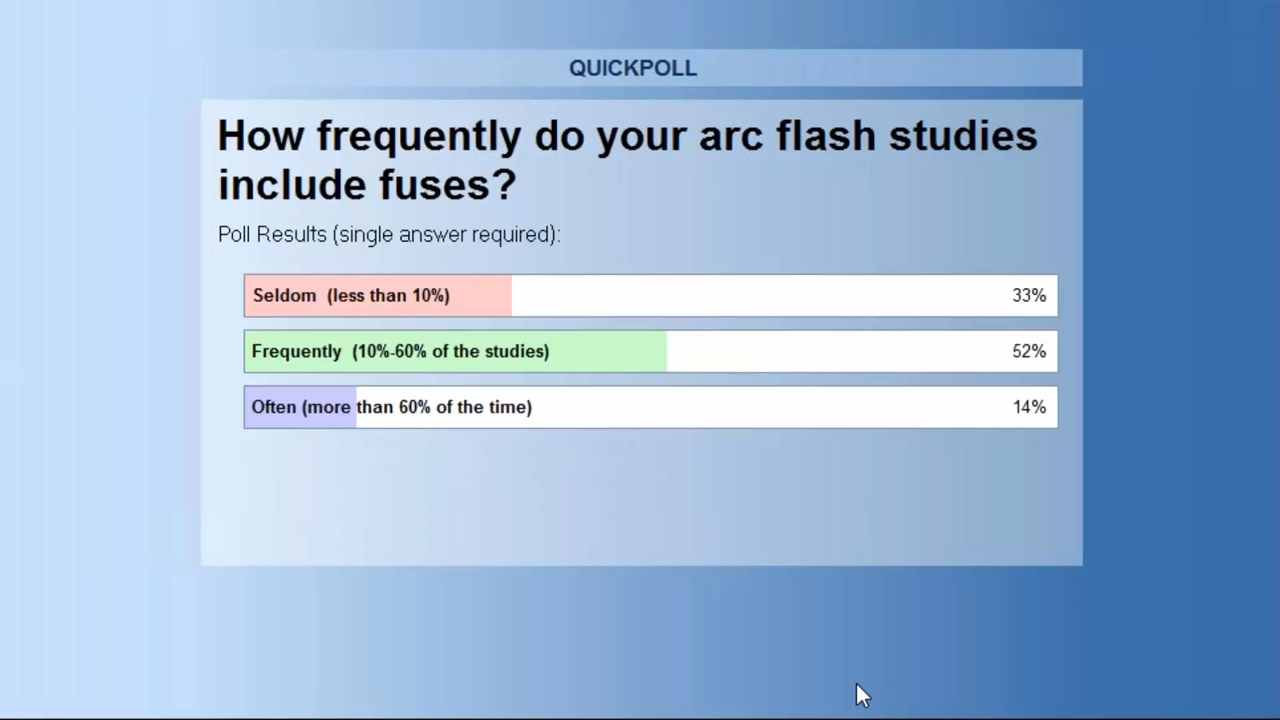 QUICKPOLL
How frequently do your arc flash studies
include fuses?
Poll Results (single answer required):
Seldom (less than 10%) 33%
Frequently (10%-60% of the studies) 52%
Often (more than 60% of the time) 14%